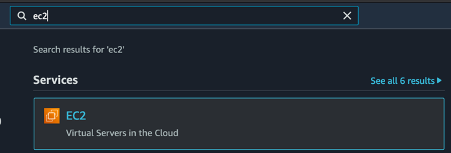 ec2
Search results for 'ec2'
Services
See all 6 results
EC2
Virtual Servers in the Cloud